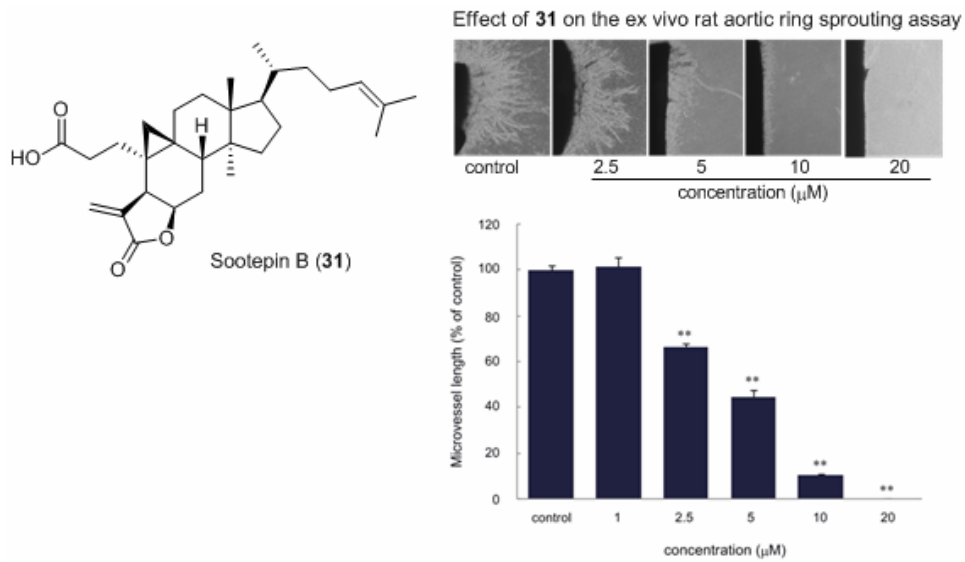 Effect of 31 on the ex vivo rat aortic ring sprouting assay
control 2.5 5 10 20
concentration (µM)
O
HO
H
O
O
Sootepin B (31)
Microvessel length (% of control)
120
100
80
60
40
20
0
**
**
**
**
control 1 2.5 5 10 20
concentration (µM)